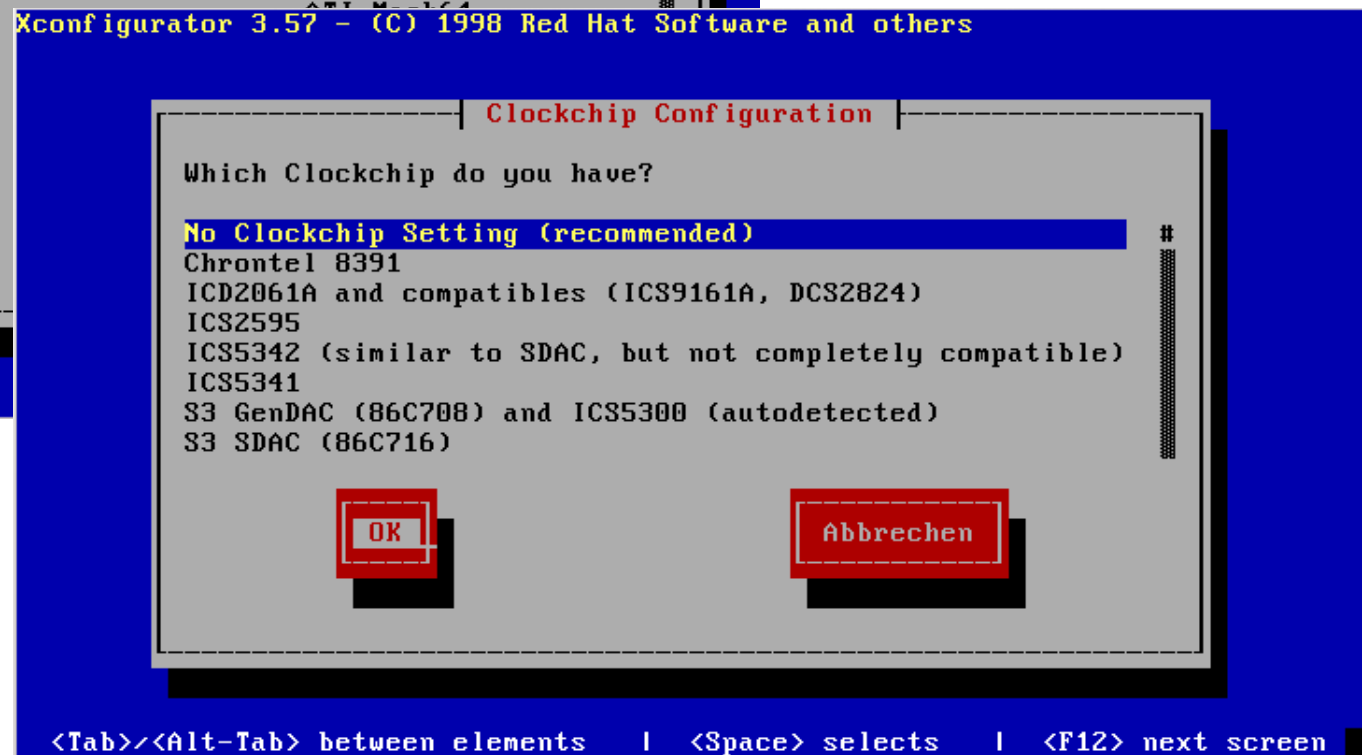 Xconfigurator 3.57 - (C) 1998 Red Hat Software and others
Clockchip Configuration
Which Clockchip do you have?
No Clockchip Setting (recommended) #
Chrontel 8391
ICD2061A and compatibles (ICS9161A, DCS2824)
ICS2595
ICS5342 (similar to SDAC, but not completely compatible)
ICS5341
S3 GenDAC (86C708) and ICS5300 (autodetected)
S3 SDAC (86C716)
OK Abbrechen
<Tab>/<Alt-Tab> between elements | <Space> selects | <F12> next screen